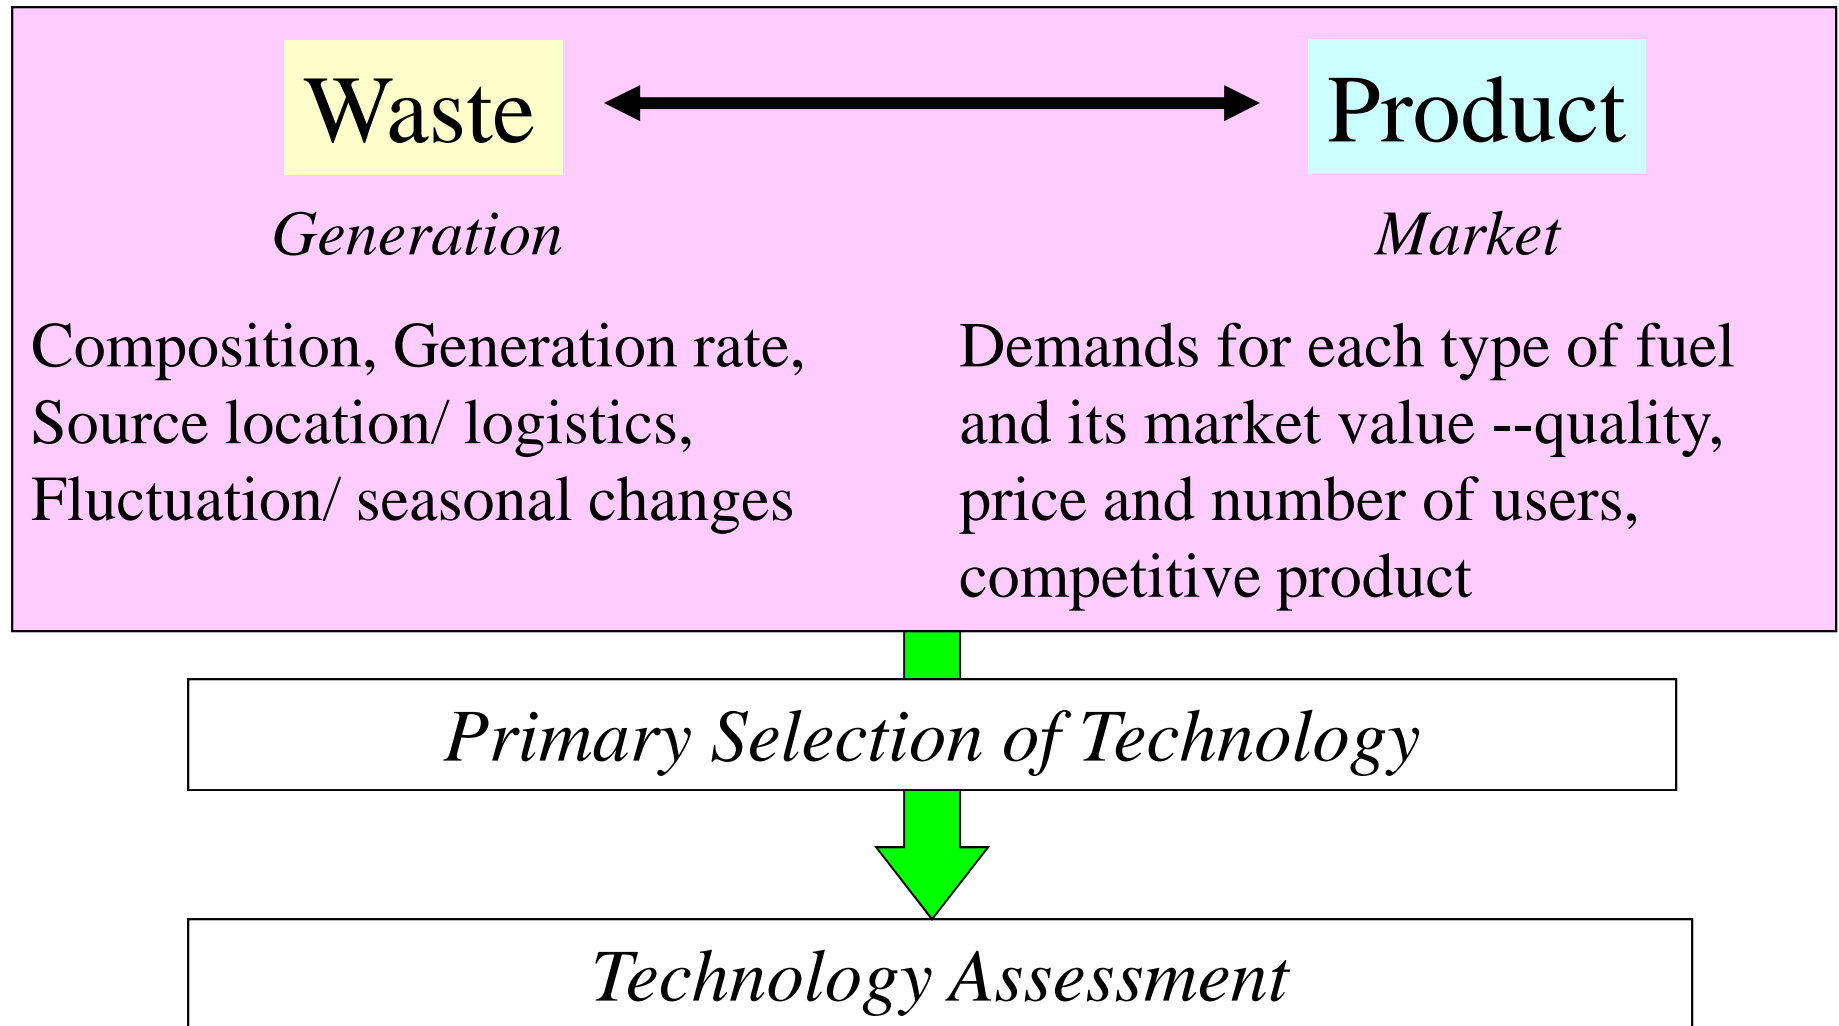 Waste
Product
Generation
Market
Composition, Generation rate,
Source location/ logistics,
Fluctuation/ seasonal changes
Demands for each type of fuel
and its market value --quality,
price and number of users,
competitive product
Primary Selection of Technology
Technology Assessment